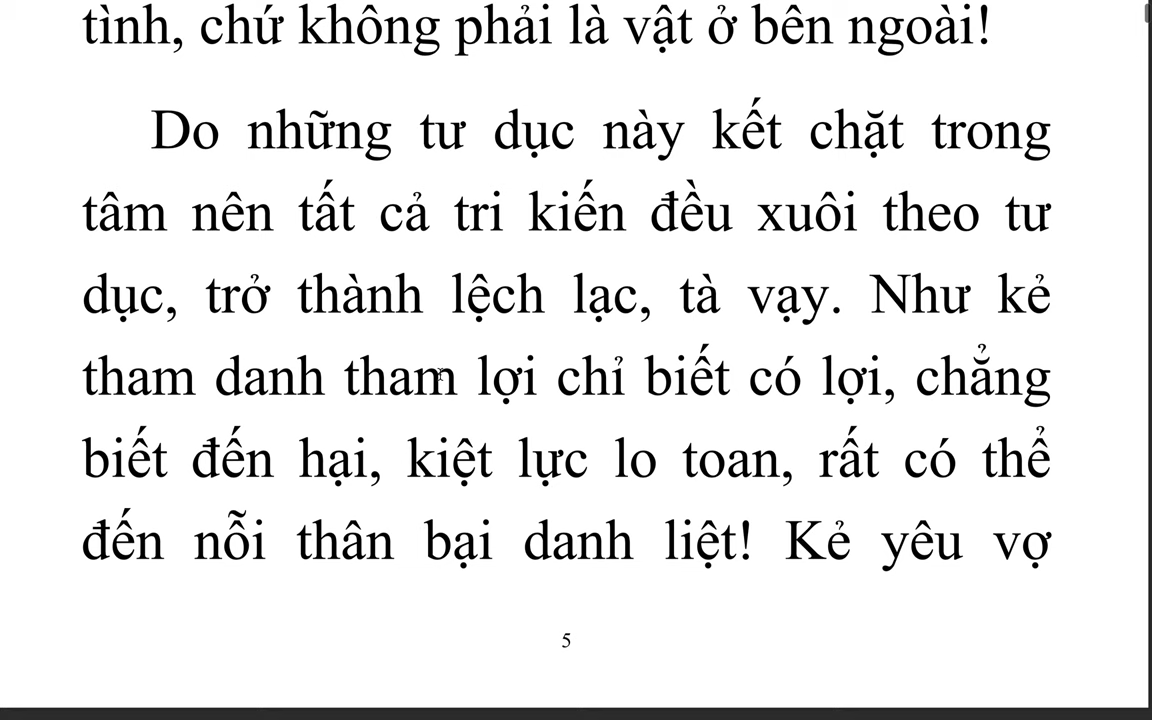 tình, chứ không phải là vật ở bên ngoài!
Do những tư dục này kết chặt trong
tâm nên tất cả tri kiến đều xuôi theo tư
dục, trở thành lệch lạc, tà vạy. Như kẻ
tham danh tham lợi chỉ biết có lợi, chẳng
biết đến hại, kiệt lực lo toan, rất có thể
đến nỗi thân bại danh liệt! Kẻ yêu vợ
5